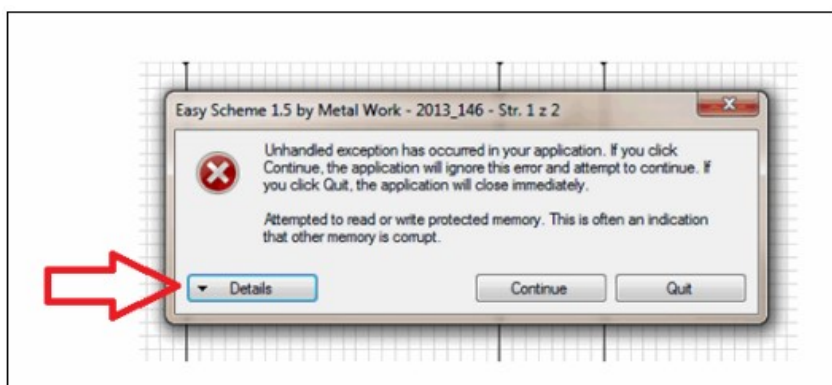 Easy Scheme 1.5 by Metal Work - 2013_146 - Str. 1 z 2
Unhandled exception has occurred in your application. If you click
Continue, the application will ignore this error and attempt to continue. If
you click Quit, the application will close immediately.
Attempted to read or write protected memory. This is often an indication
that other memory is corrupt.
Details
Continue
Quit